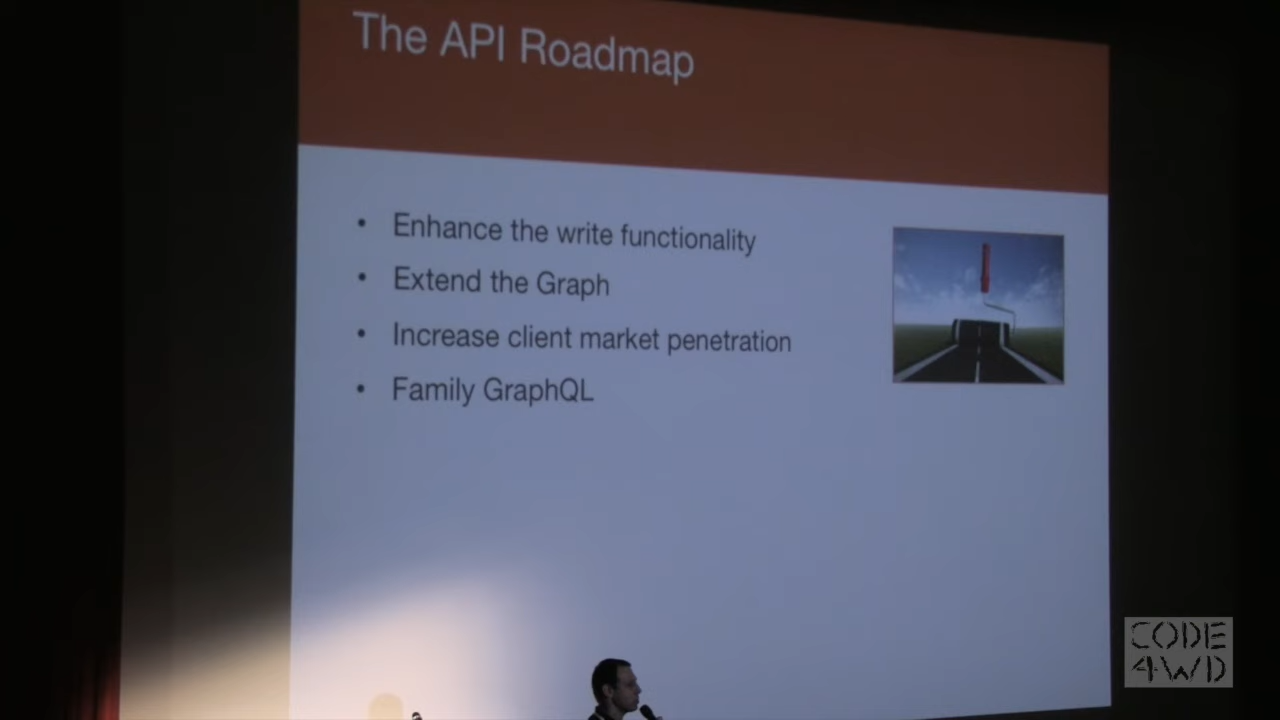 The API Roadmap
• Enhance the write functionality
• Extend the Graph
• Increase client market penetration
• Family GraphQL
CODE
4WD